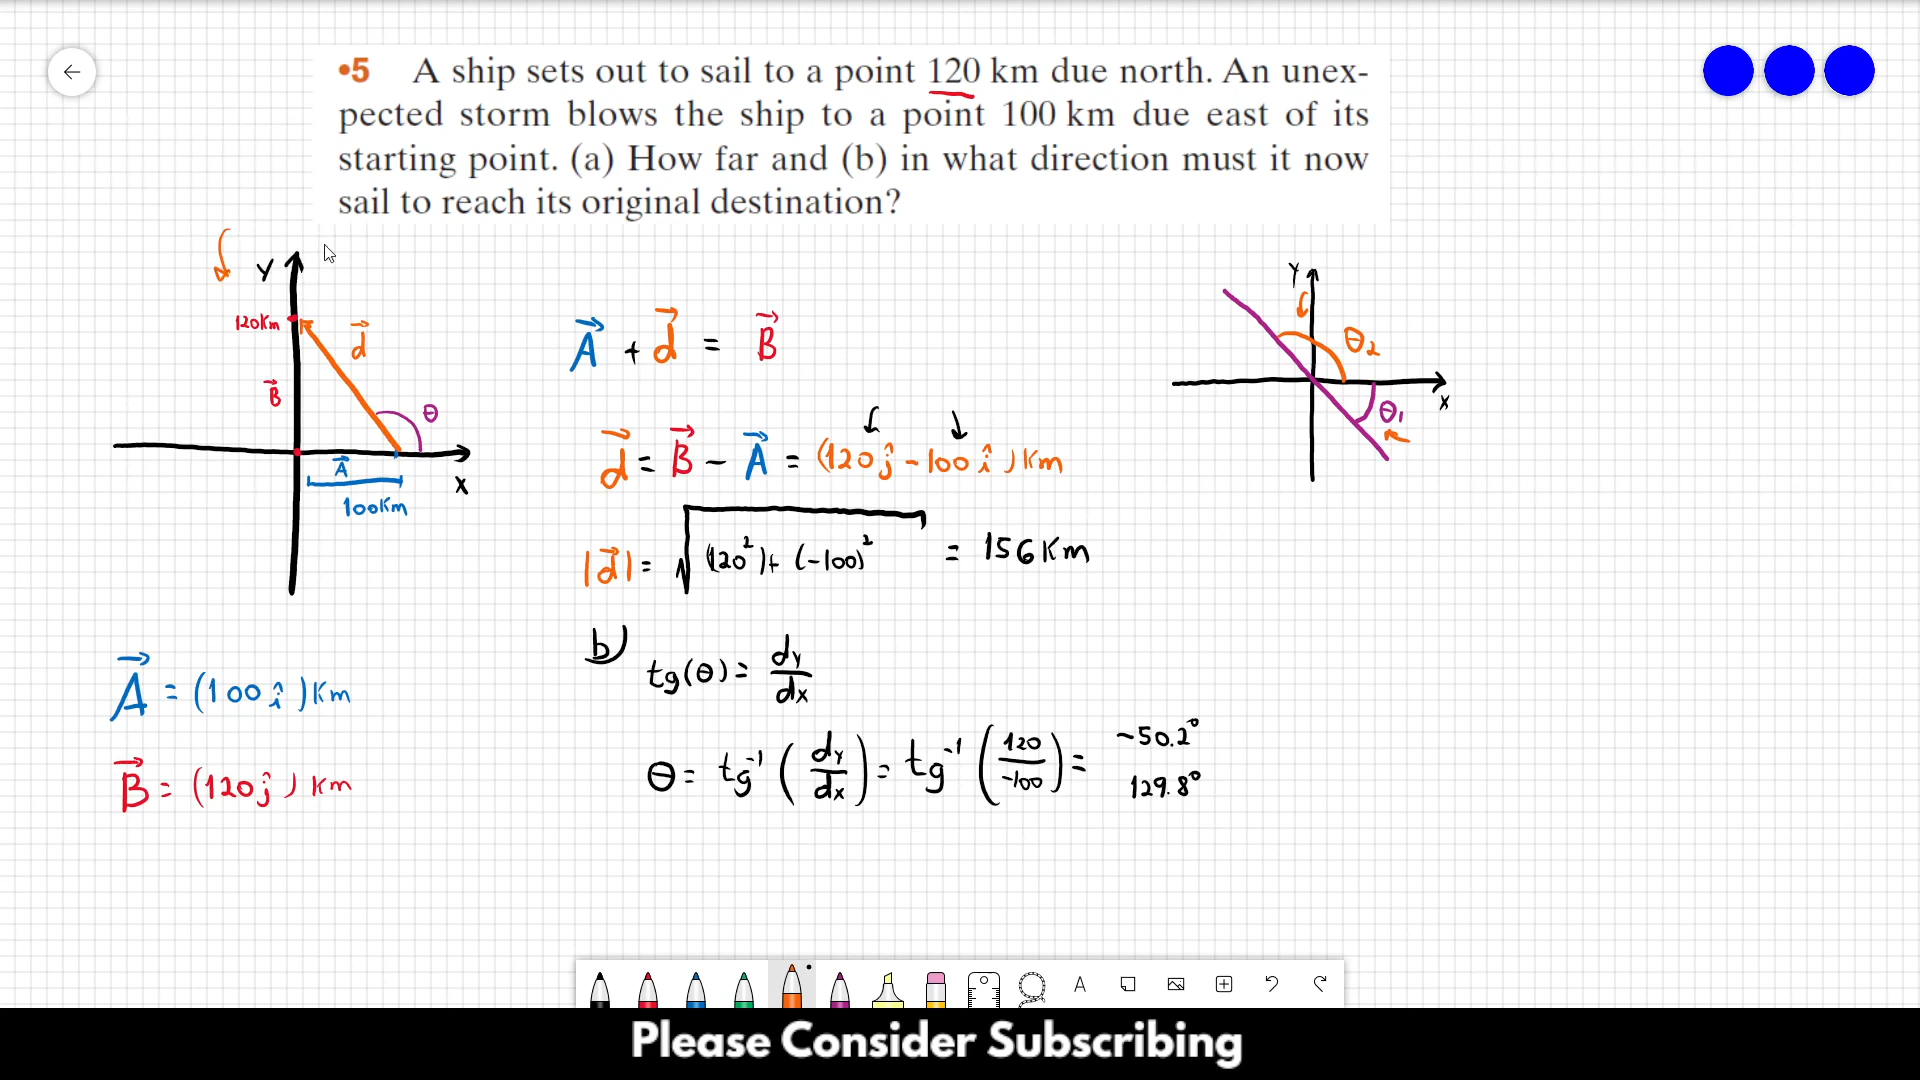 •5 A ship sets out to sail to a point 120 km due north. An unex-
pected storm blows the ship to a point 100 km due east of its
starting point. (a) How far and (b) in what direction must it now
sail to reach its original destination?
Y
120Km
d⃗
B⃗
θ
A⃗
X
100Km
A⃗ + d⃗ = B⃗
d⃗ = B⃗ - A⃗ = (120ĵ - 100î) Km
|d⃗| = √(120²) + (-100)² = 156 Km
Y
θ₂
X
θ₁
A⃗ = (100î) Km
B⃗ = (120ĵ) Km
b)
tg(θ) = dy/dx
θ = tg⁻¹(dy/dx) = tg⁻¹(120/-100) = -50.2°
129.8°
A
Please Consider Subscribing